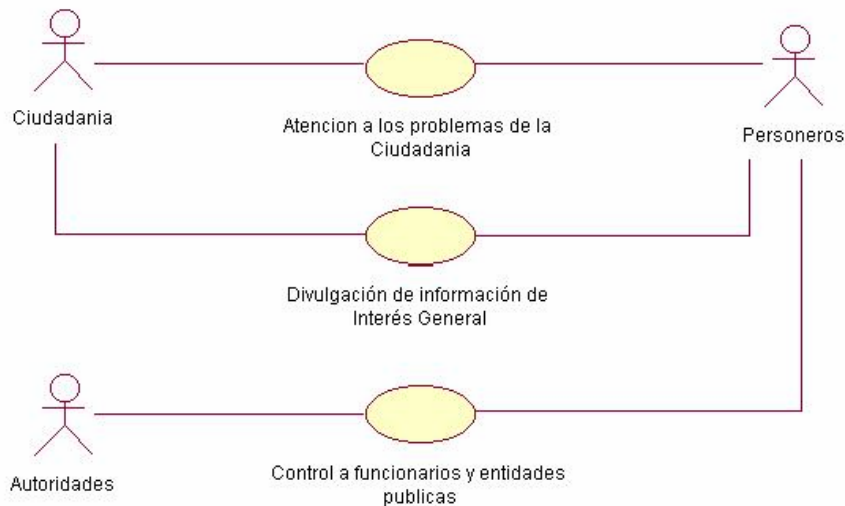 Ciudadania
Personeros
Atencion a los problemas de la
Ciudadania
Divulgación de información de
Interés General
Autoridades
Control a funcionarios y entidades
publicas